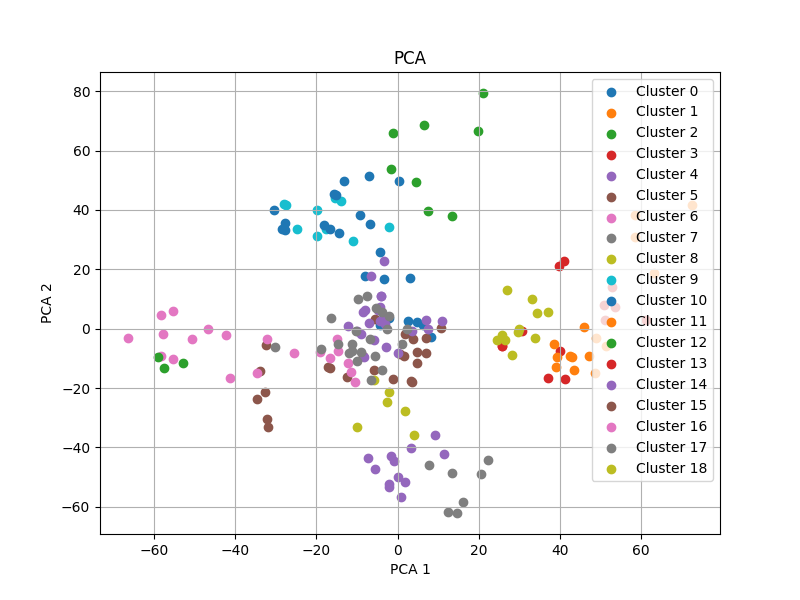 PCA
80
60
40
20
0
−20
−40
−60
PCA 2
−60
−40
−20
0
20
40
60
PCA 1
Cluster 0
Cluster 1
Cluster 2
Cluster 3
Cluster 4
Cluster 5
Cluster 6
Cluster 7
Cluster 8
Cluster 9
Cluster 10
Cluster 11
Cluster 12
Cluster 13
Cluster 14
Cluster 15
Cluster 16
Cluster 17
Cluster 18